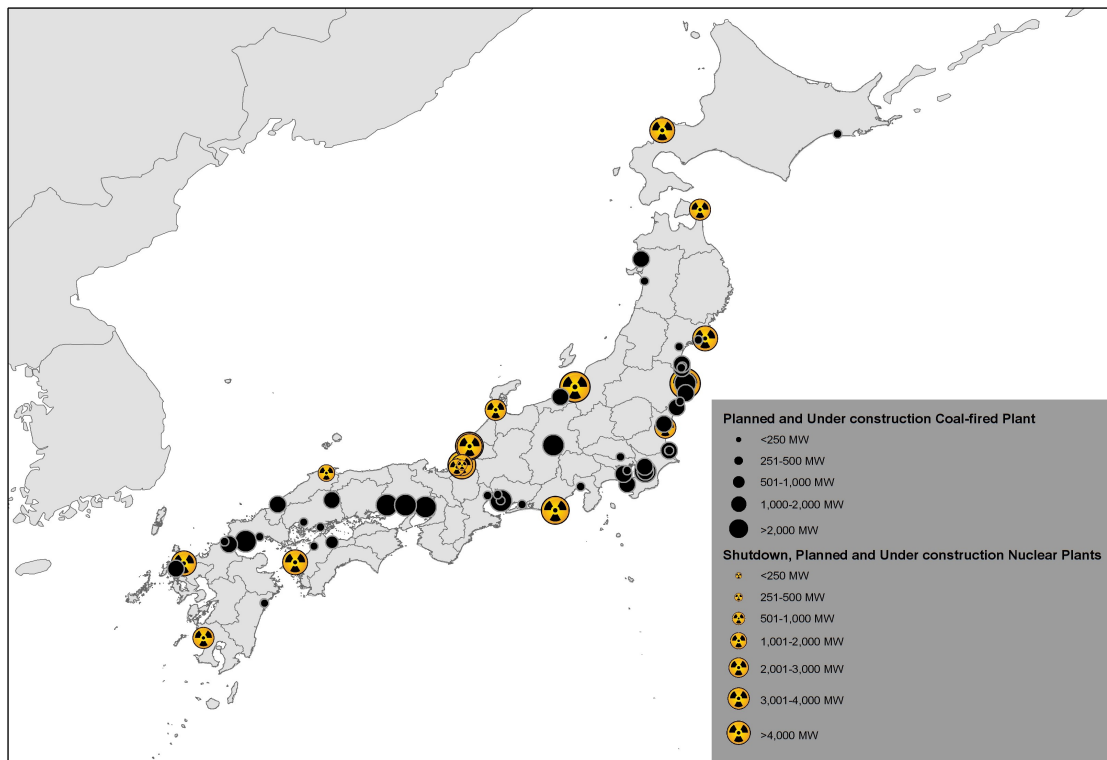 Planned and Under construction Coal-fired Plant
<250 MW
251-500 MW
501-1,000 MW
1,000-2,000 MW
>2,000 MW
Shutdown, Planned and Under construction Nuclear Plants
<250 MW
251-500 MW
501-1,000 MW
1,001-2,000 MW
2,001-3,000 MW
3,001-4,000 MW
>4,000 MW